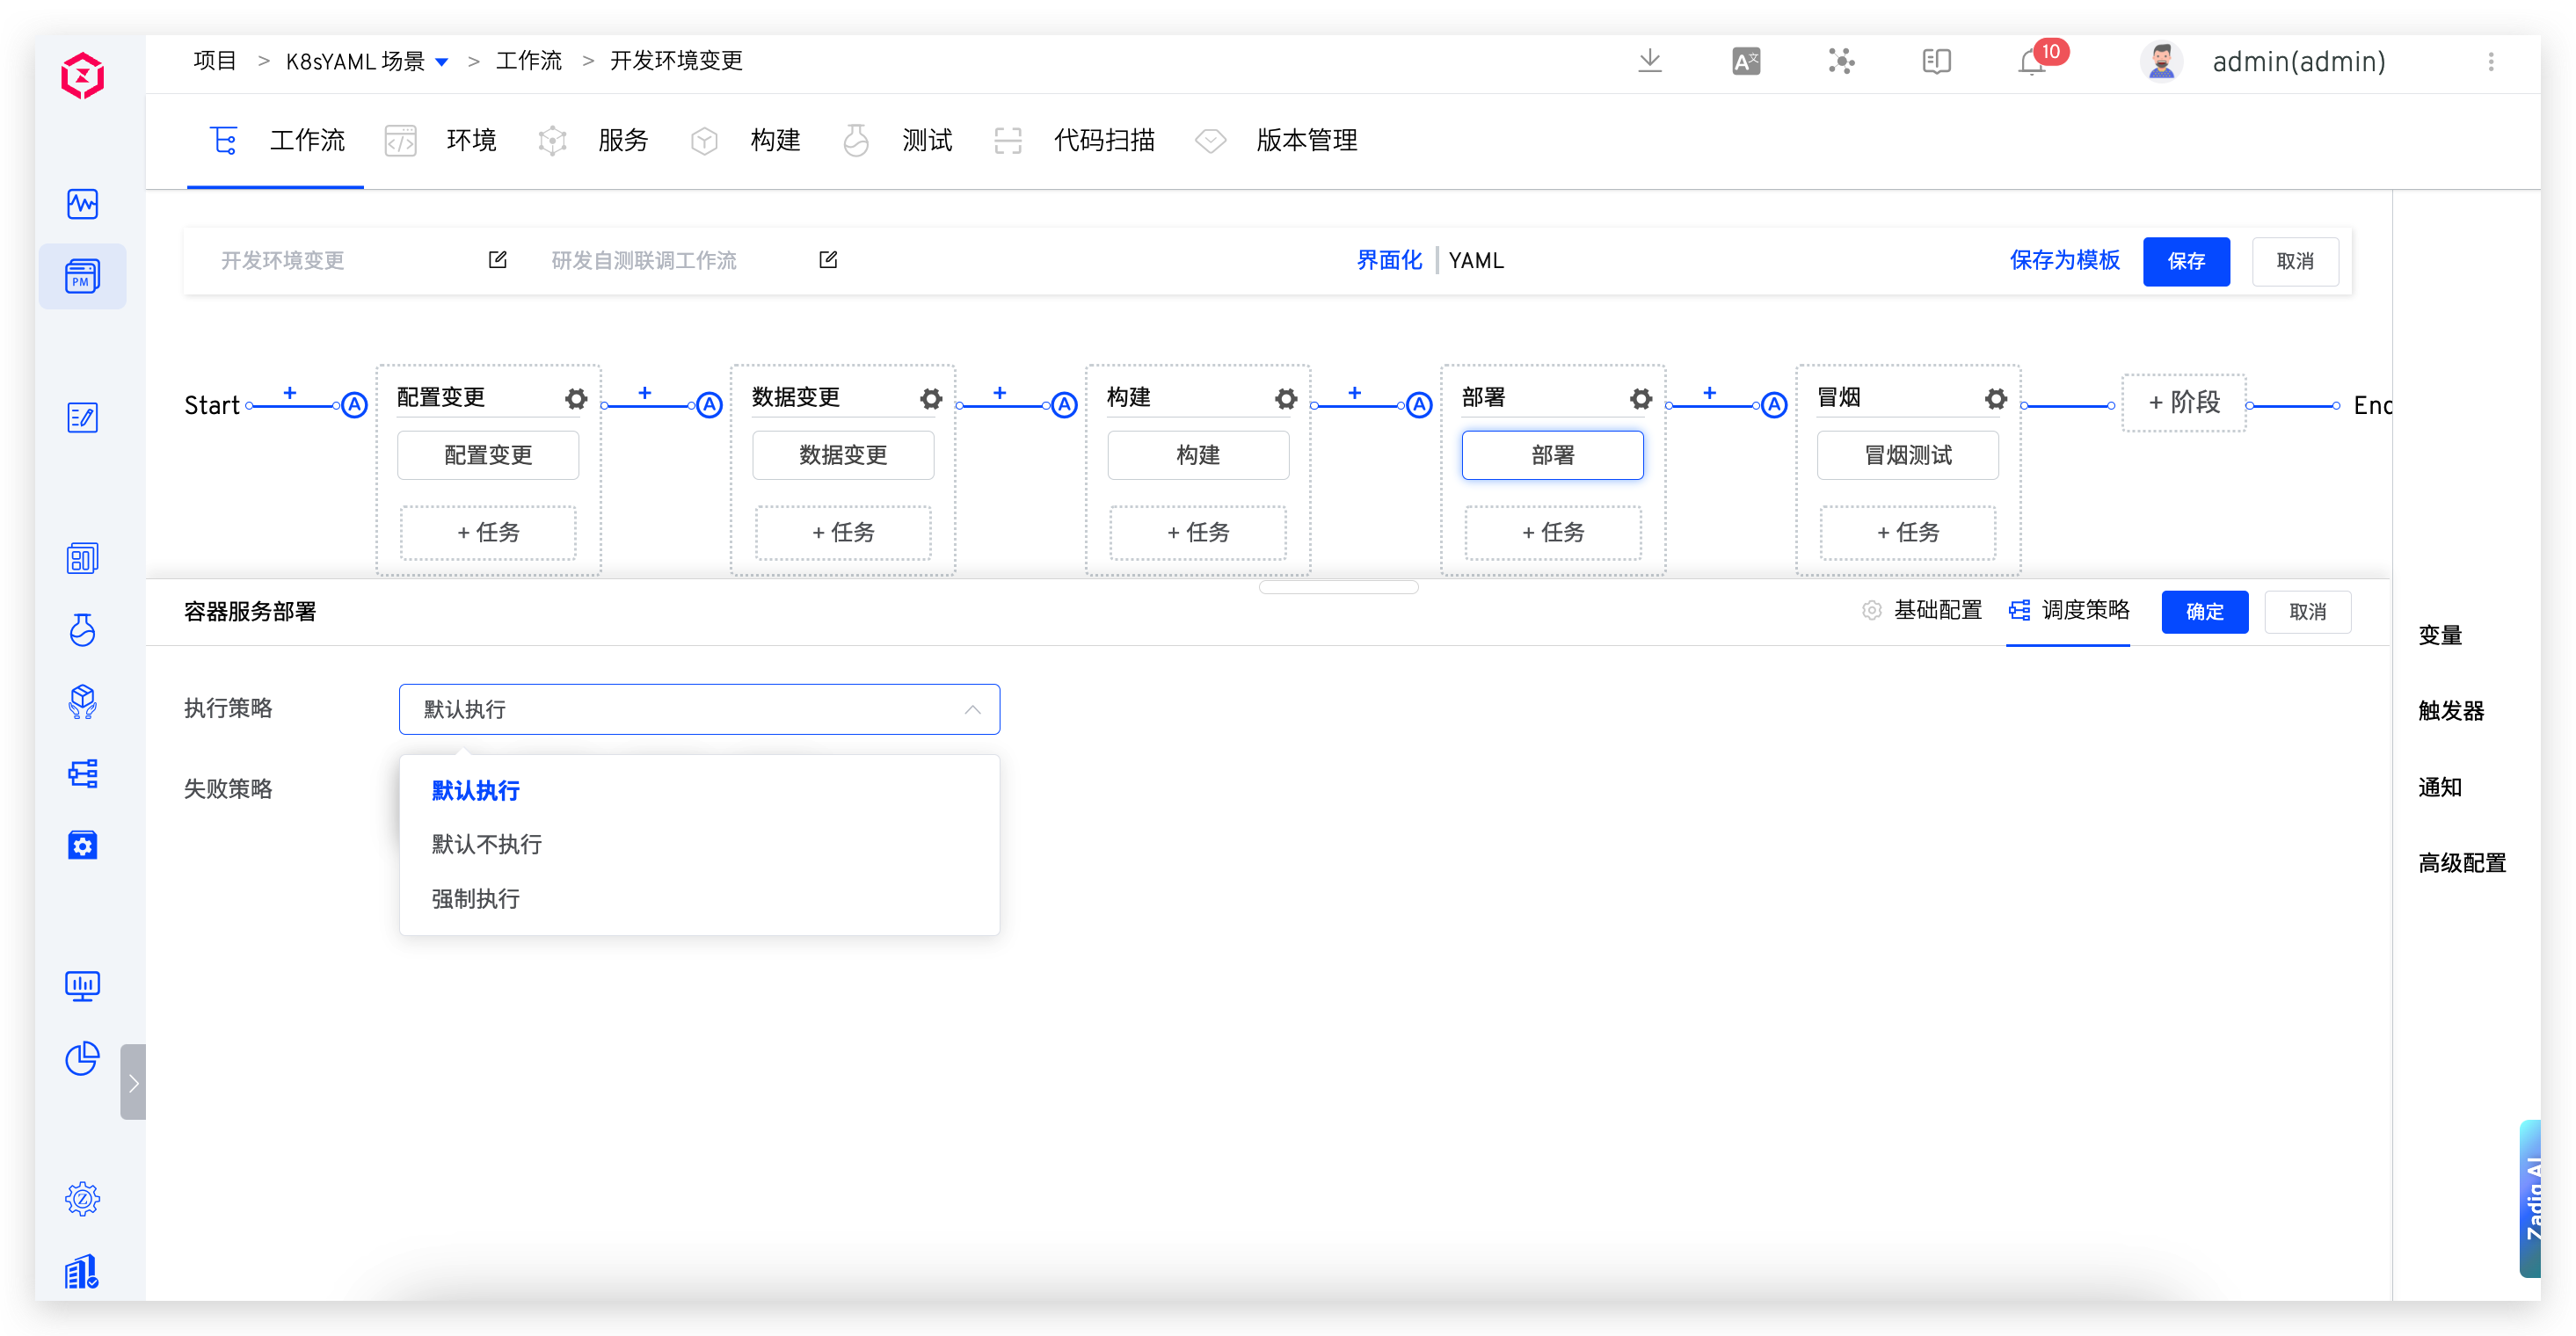 项目 > K8sYAML 场景 > 工作流 > 开发环境变更
10
admin(admin)
工作流 环境 服务 构建 测试 代码扫描 版本管理
PM
开发环境变更 研发自测联调工作流 界面化 YAML 保存为模板 保存 取消
Start + A 配置变更 + A 数据变更 + A 构建 + A 部署 + A 冒烟 + 阶段 End
配置变更 数据变更 构建 部署 冒烟测试
+ 任务 + 任务 + 任务 + 任务 + 任务
容器服务部署 基础配置 调度策略 确定 取消
变量
触发器
通知
高级配置
执行策略 默认执行
失败策略
默认执行
默认不执行
强制执行
Zadig AI